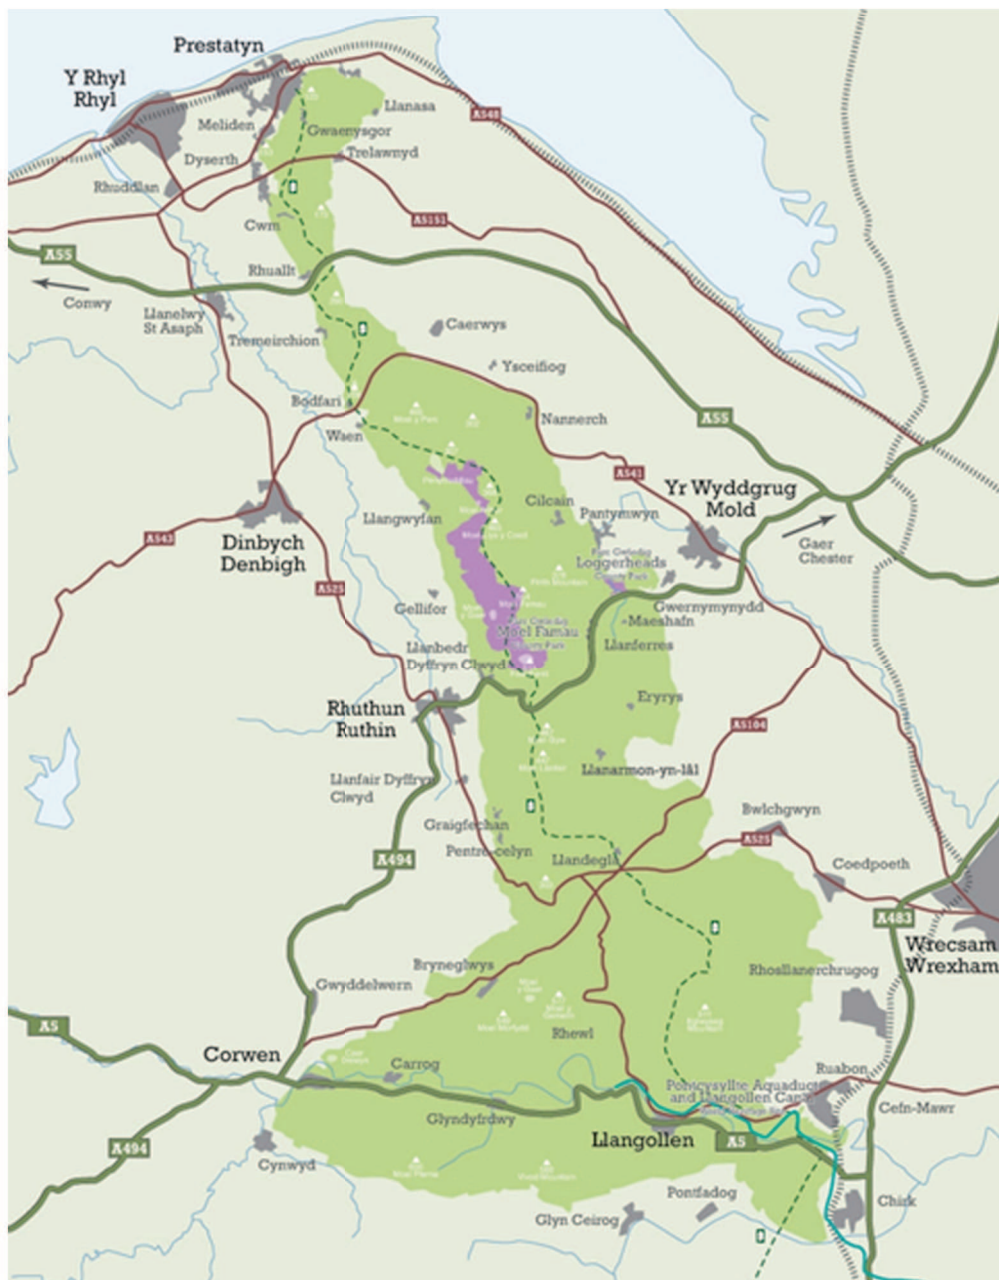 Prestatyn
Y Rhyl
Rhyl
Llanasa
A548
Meliden
Gwaenysgor
Dyserth
Trelawnyd
Rhuddlan
A5151
Cwm
A55
Rhuallt
Conwy
Llanelwy
St Asaph
Tremeirchion
Caerwys
Ysceifiog
Bodfari
Nannerch
A55
Waen
A541
Yr Wyddgrug
Mold
Cilcain
Pantymwyn
Llangwyfan
A543
Dinbych
Denbigh
Gaer
Chester
Loggerheads
Country Park
A525
Gellifor
Gwernymynydd
Maeshafn
Moel Famau
Llanferres
Llanbedr
Dyffryn Clwyd
Eryrys
Rhuthun
Ruthin
A5104
Llanarmon-yn-Iâl
Llanfair Dyffryn
Clwyd
Bwlchgwyn
Graigfechan
A525
Pentre-celyn
Llandegla
A494
Coedpoeth
A483
Wrecsam
Wrexham
Bryneglwys
Rhosllanerchrugog
Gwyddelwern
A5
Rhewl
Corwen
Carrog
Ruabon
Pontcysyllte Aqauduct
and Llangollen Canal
Cefn-Mawr
Glyndyfrdwy
Llangollen
A5
A494
Cynwyd
Pontfadog
Chirk
Glyn Ceirog